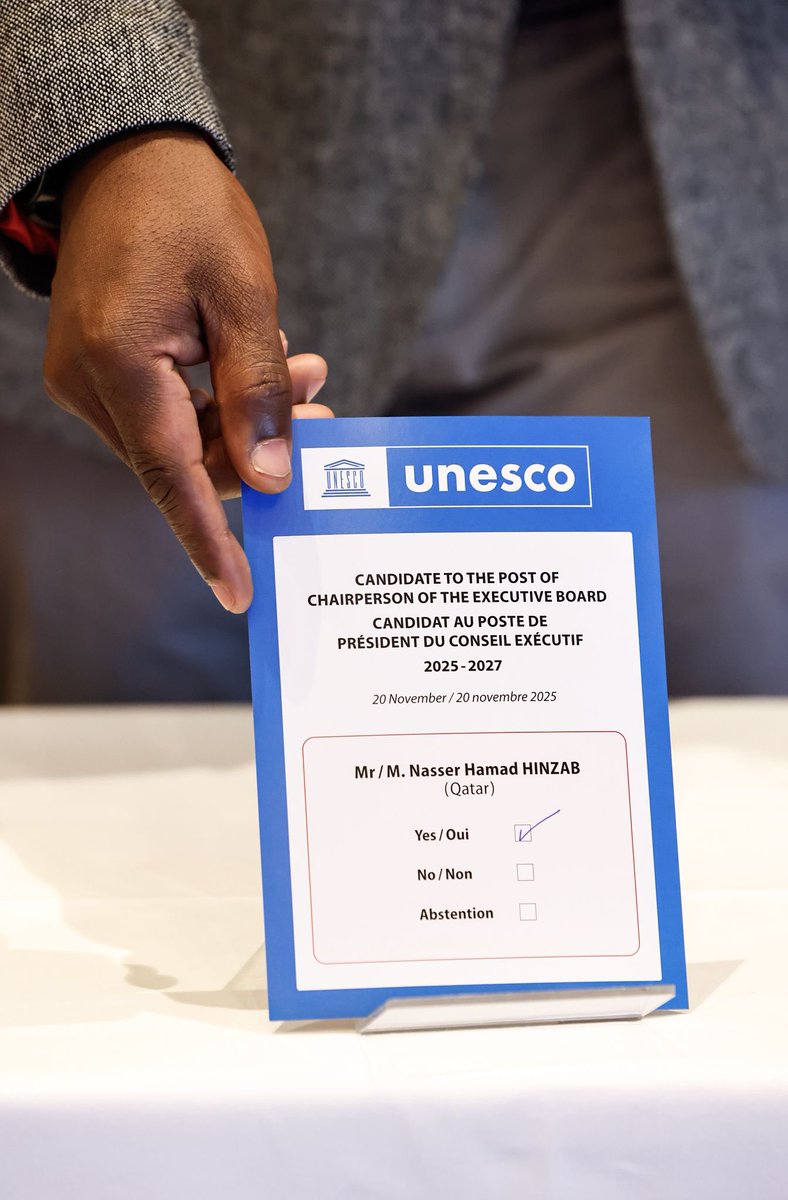 UNESCO
unesco
CANDIDATE TO THE POST OF
CHAIRPERSON OF THE EXECUTIVE BOARD
CANDIDAT AU POSTE DE
PRÉSIDENT DU CONSEIL EXÉCUTIF
2025 - 2027
20 November / 20 novembre 2025
Mr / M. Nasser Hamad HINZAB
(Qatar)
Yes / Oui
No / Non
Abstention